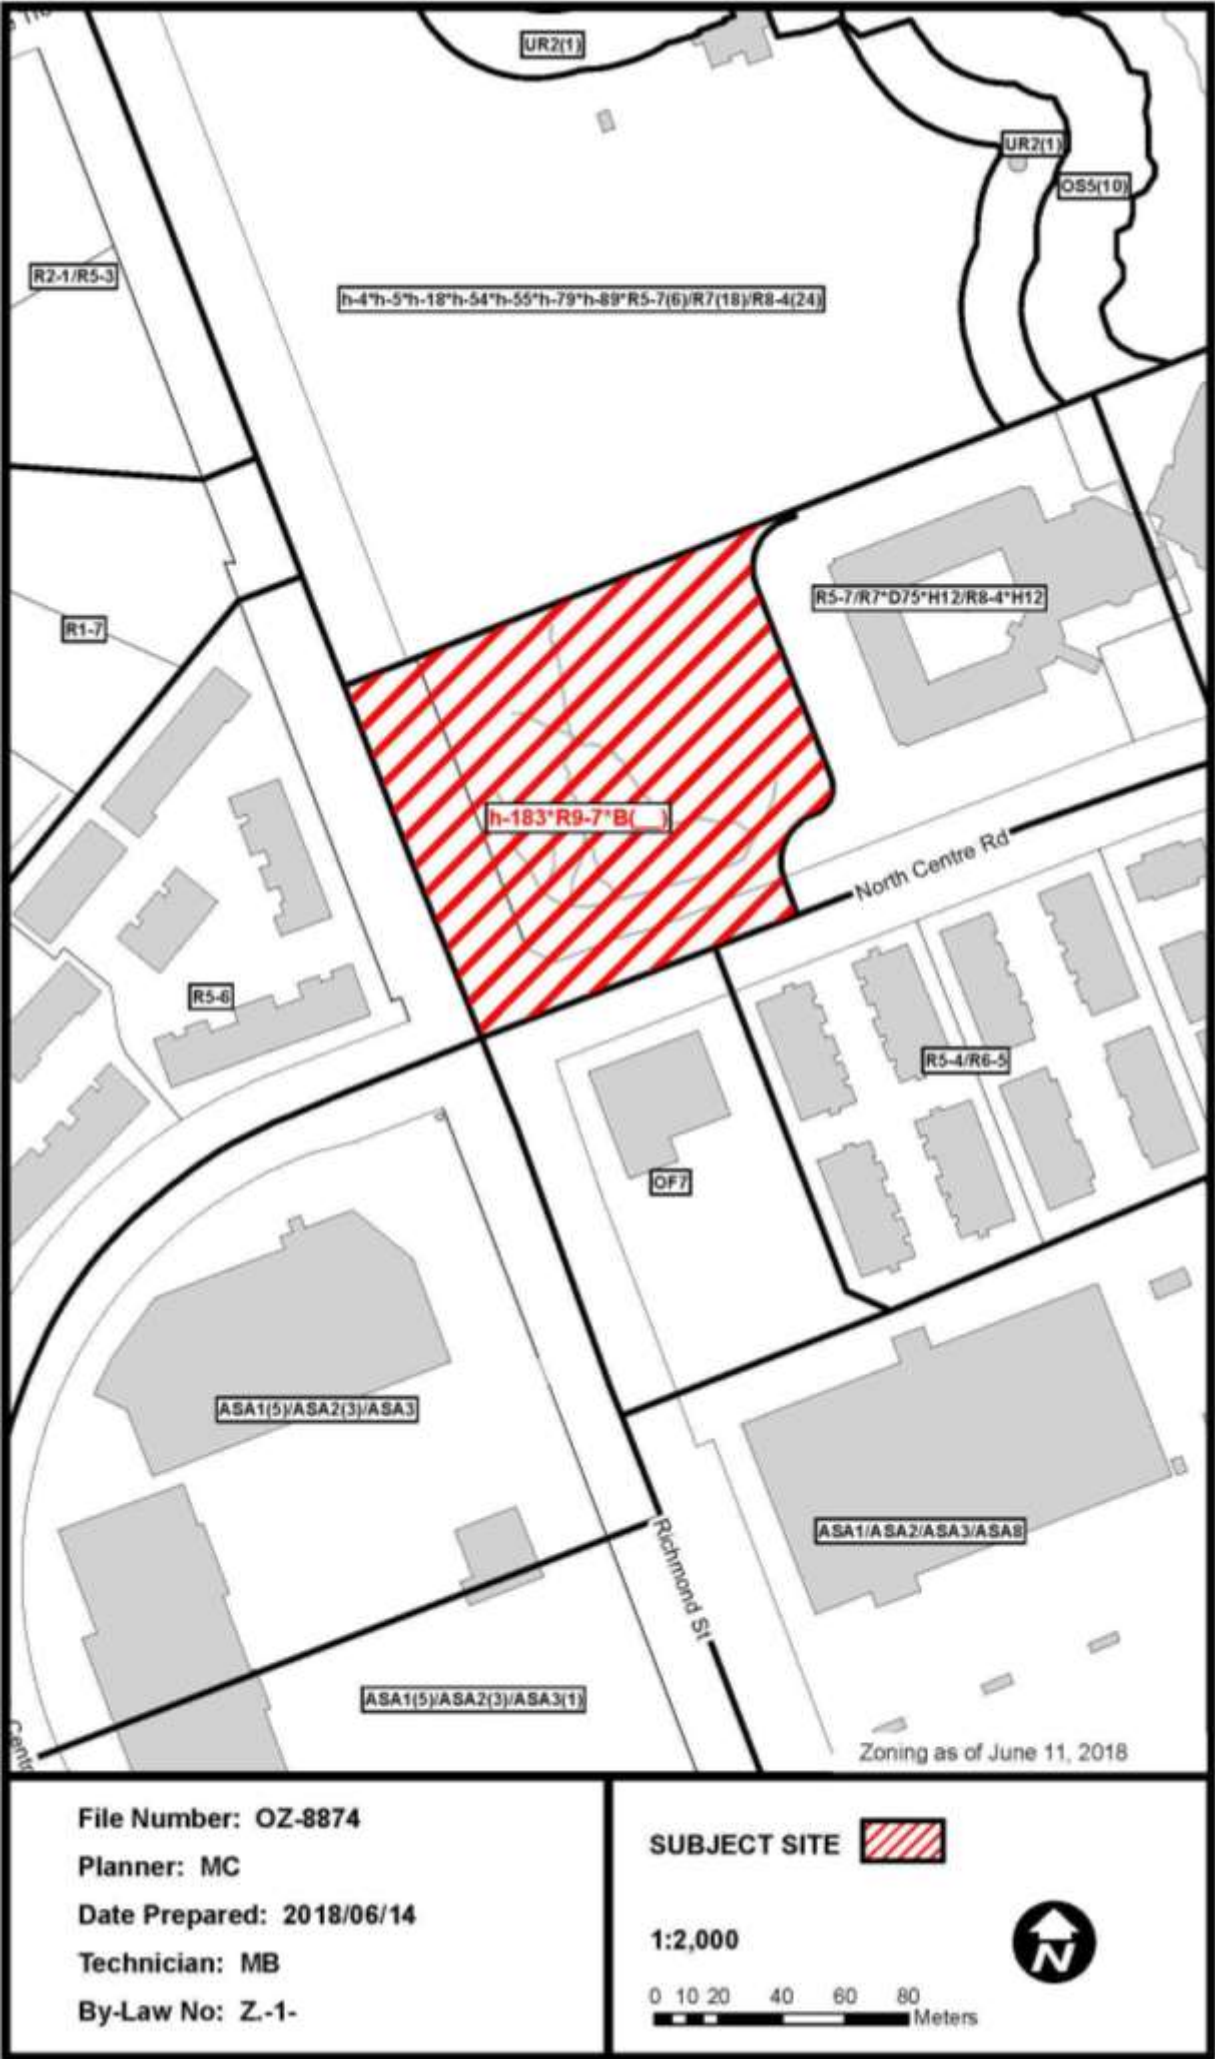 UR2(1)
UR2(1)
OS5(10)
R2-1/R5-3
h-4*h-5*h-18*h-54*h-55*h-79*h-89*R5-7(6)/R7(18)/R8-4(24)
R5-7/R7*D75*H12/R8-4*H12
R1-7
h-183*R9-7*B(__)
North Centre Rd
R5-6
R5-4/R6-5
OF7
ASA1(5)/ASA2(3)/ASA3
ASA1/ASA2/ASA3/ASA8
Richmond St
ASA1(5)/ASA2(3)/ASA3(1)
Zoning as of June 11, 2018
File Number: OZ-8874
Planner: MC
Date Prepared: 2018/06/14
Technician: MB
By-Law No: Z.-1-
SUBJECT SITE
1:2,000
N
0 10 20 40 60 80
Meters